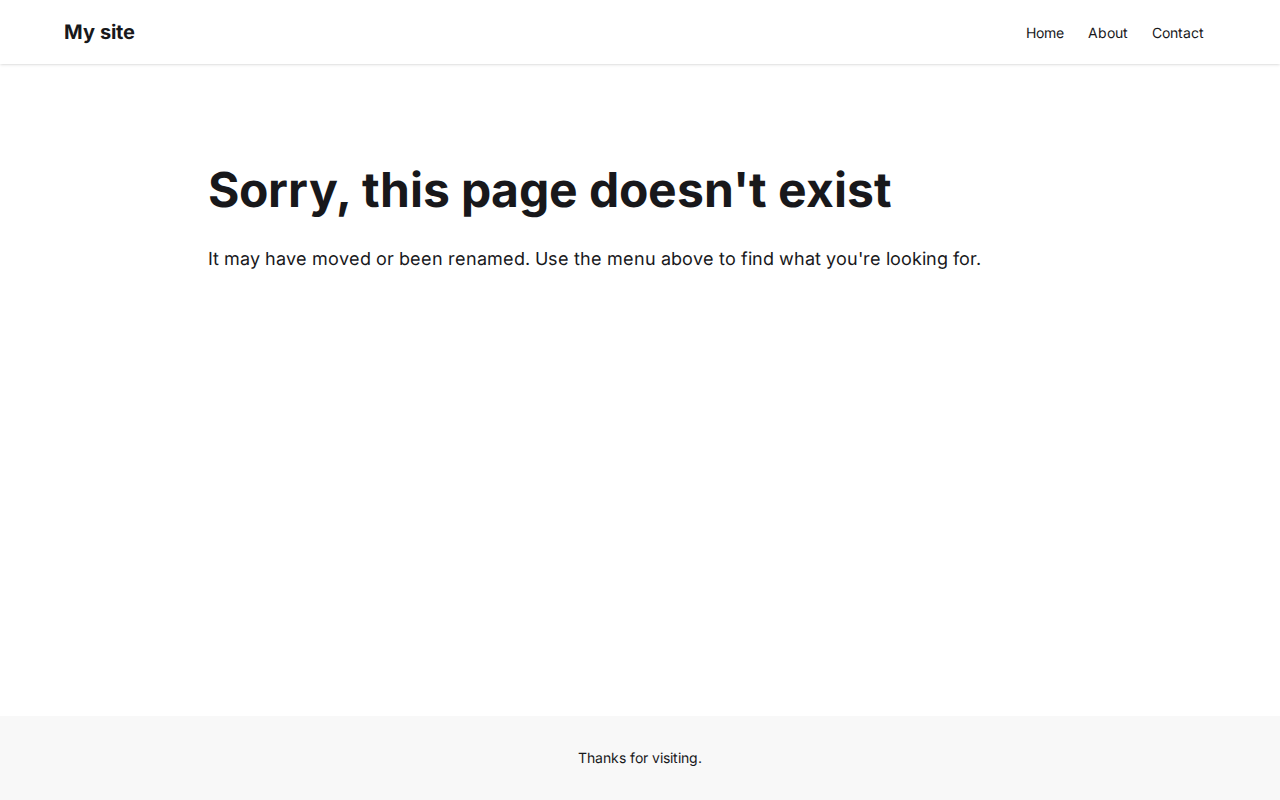 My site
Home
About
Contact
Sorry, this page doesn't exist
It may have moved or been renamed. Use the menu above to find what you're looking for.
Thanks for visiting.